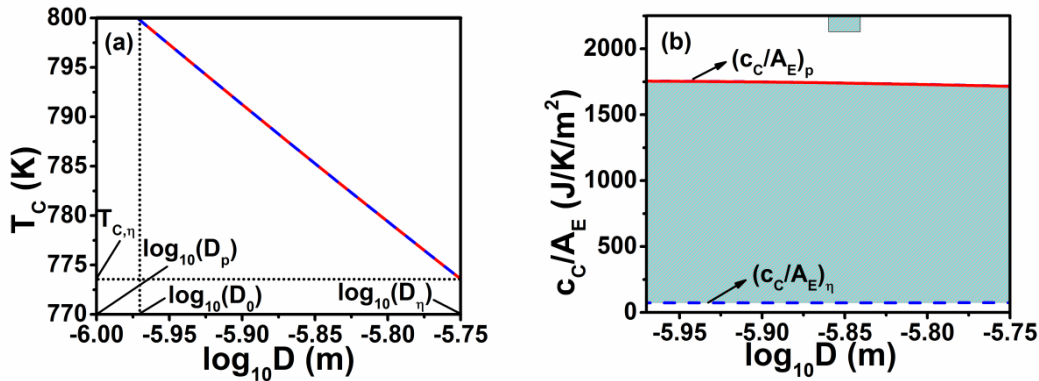 (a)
T_C (K)
800
795
790
785
780
775
770
T_C,η
log₁₀(D_p)
log₁₀(D₀)
log₁₀(D_η)
-6.00
-5.95
-5.90
-5.85
-5.80
-5.75
log₁₀D (m)
(b)
c_C/A_E (J/K/m²)
2000
1500
1000
500
0
(c_C/A_E)_p
(c_C/A_E)_η
-5.95
-5.90
-5.85
-5.80
-5.75
log₁₀D (m)